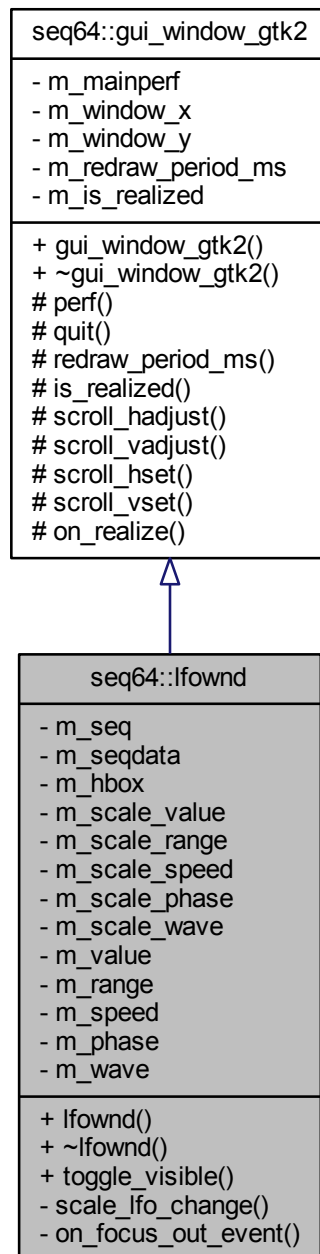 seq64::gui_window_gtk2
- m_mainperf
- m_window_x
- m_window_y
- m_redraw_period_ms
- m_is_realized
+ gui_window_gtk2()
+ ~gui_window_gtk2()
# perf()
# quit()
# redraw_period_ms()
# is_realized()
# scroll_hadjust()
# scroll_vadjust()
# scroll_hset()
# scroll_vset()
# on_realize()
seq64::lfownd
- m_seq
- m_seqdata
- m_hbox
- m_scale_value
- m_scale_range
- m_scale_speed
- m_scale_phase
- m_scale_wave
- m_value
- m_range
- m_speed
- m_phase
- m_wave
+ lfownd()
+ ~lfownd()
+ toggle_visible()
- scale_lfo_change()
- on_focus_out_event()